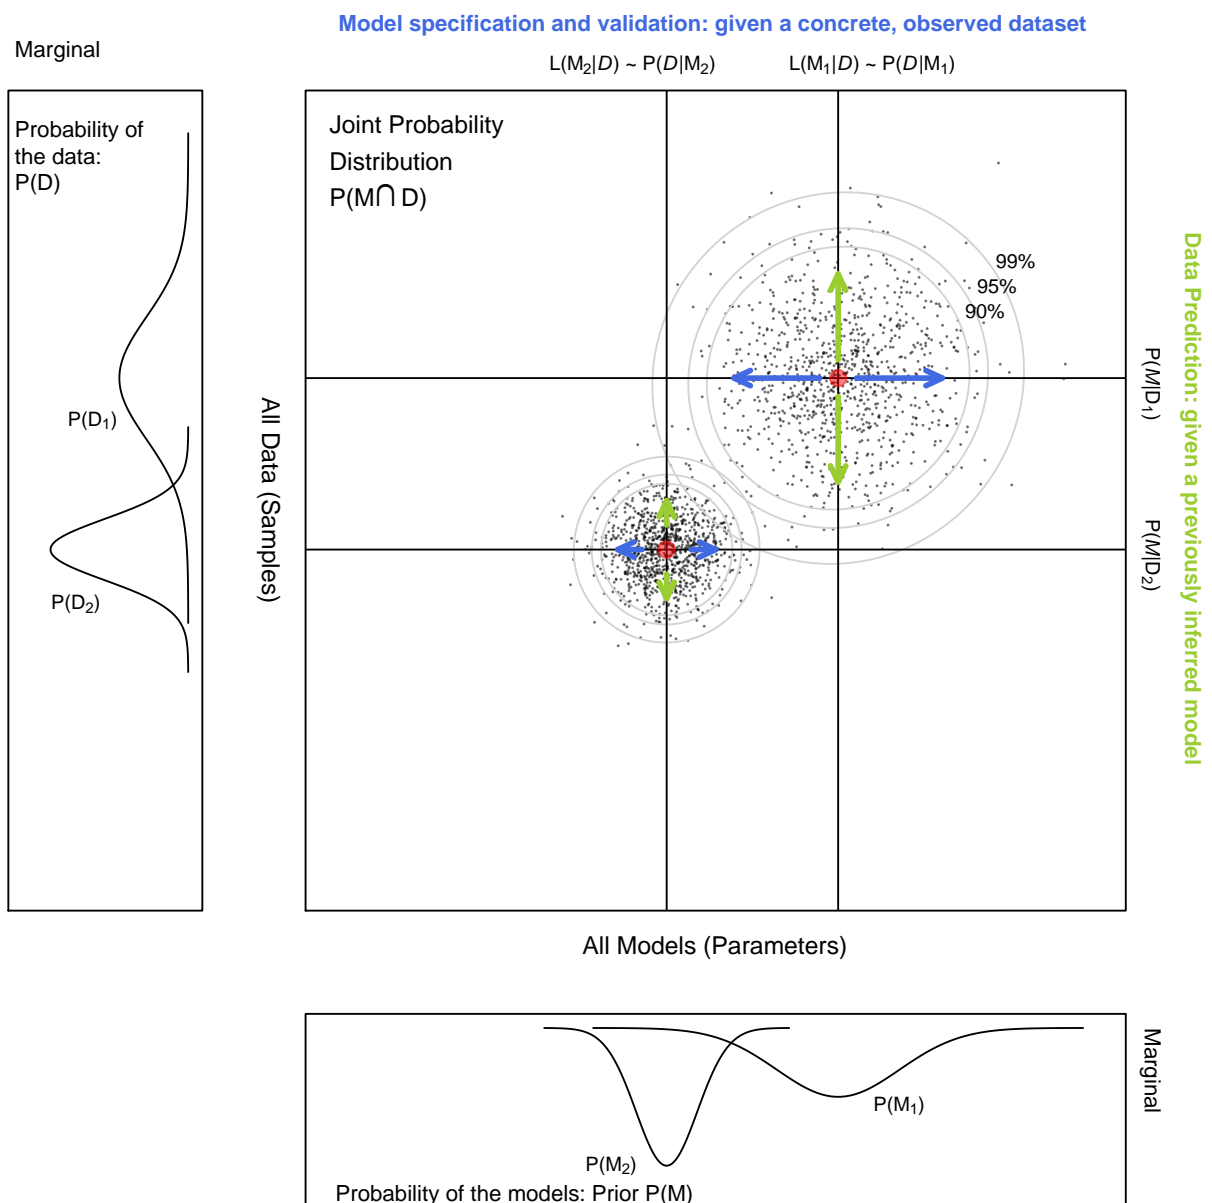 Model specification and validation: given a concrete, observed dataset
Marginal
L(M₂|D) ~ P(D|M₂)
L(M₁|D) ~ P(D|M₁)
Probability of
the data:
P(D)
Joint Probability
Distribution
P(M⋂ D)
99%
95%
90%
P(D₁)
P(D₂)
All Data (Samples)
P(M|D₁)
P(M|D₂)
Data Prediction: given a previously inferred model
All Models (Parameters)
Marginal
P(M₁)
P(M₂)
Probability of the models: Prior P(M)